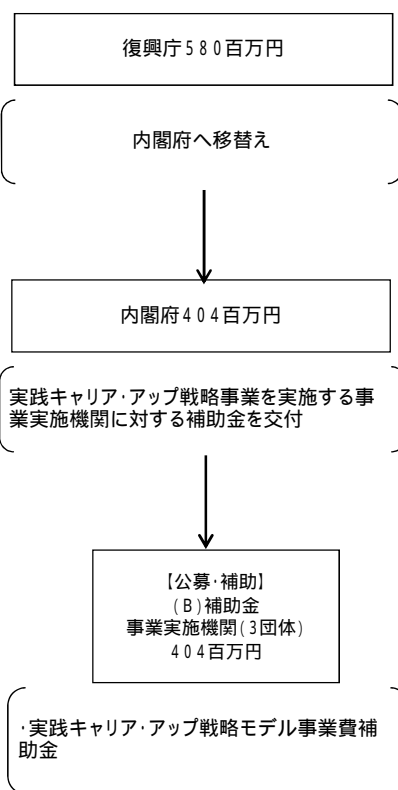 復興庁580百万円
内閣府へ移替え
内閣府404百万円
実践キャリア・アップ戦略事業を実施する事
業実施機関に対する補助金を交付
【公募・補助】
(B)補助金
事業実施機関(3団体)
404百万円
・実践キャリア・アップ戦略モデル事業費補
助金